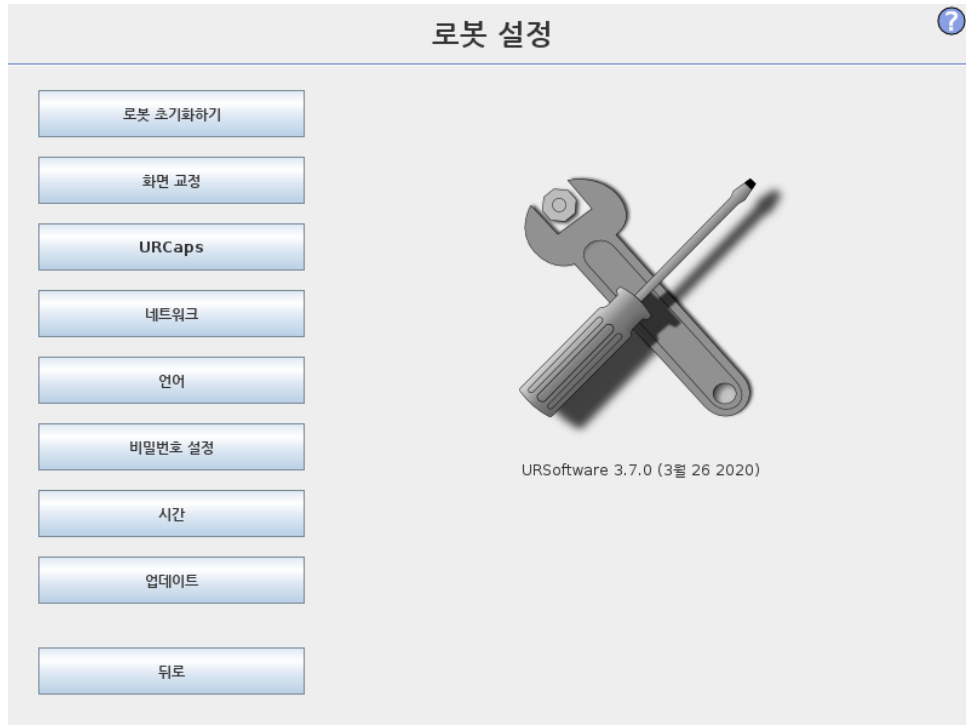 로봇 설정
?
로봇 초기화하기
화면 교정
URCaps
네트워크
언어
비밀번호 설정
시간
업데이트
뒤로
URSoftware 3.7.0 (3월 26 2020)